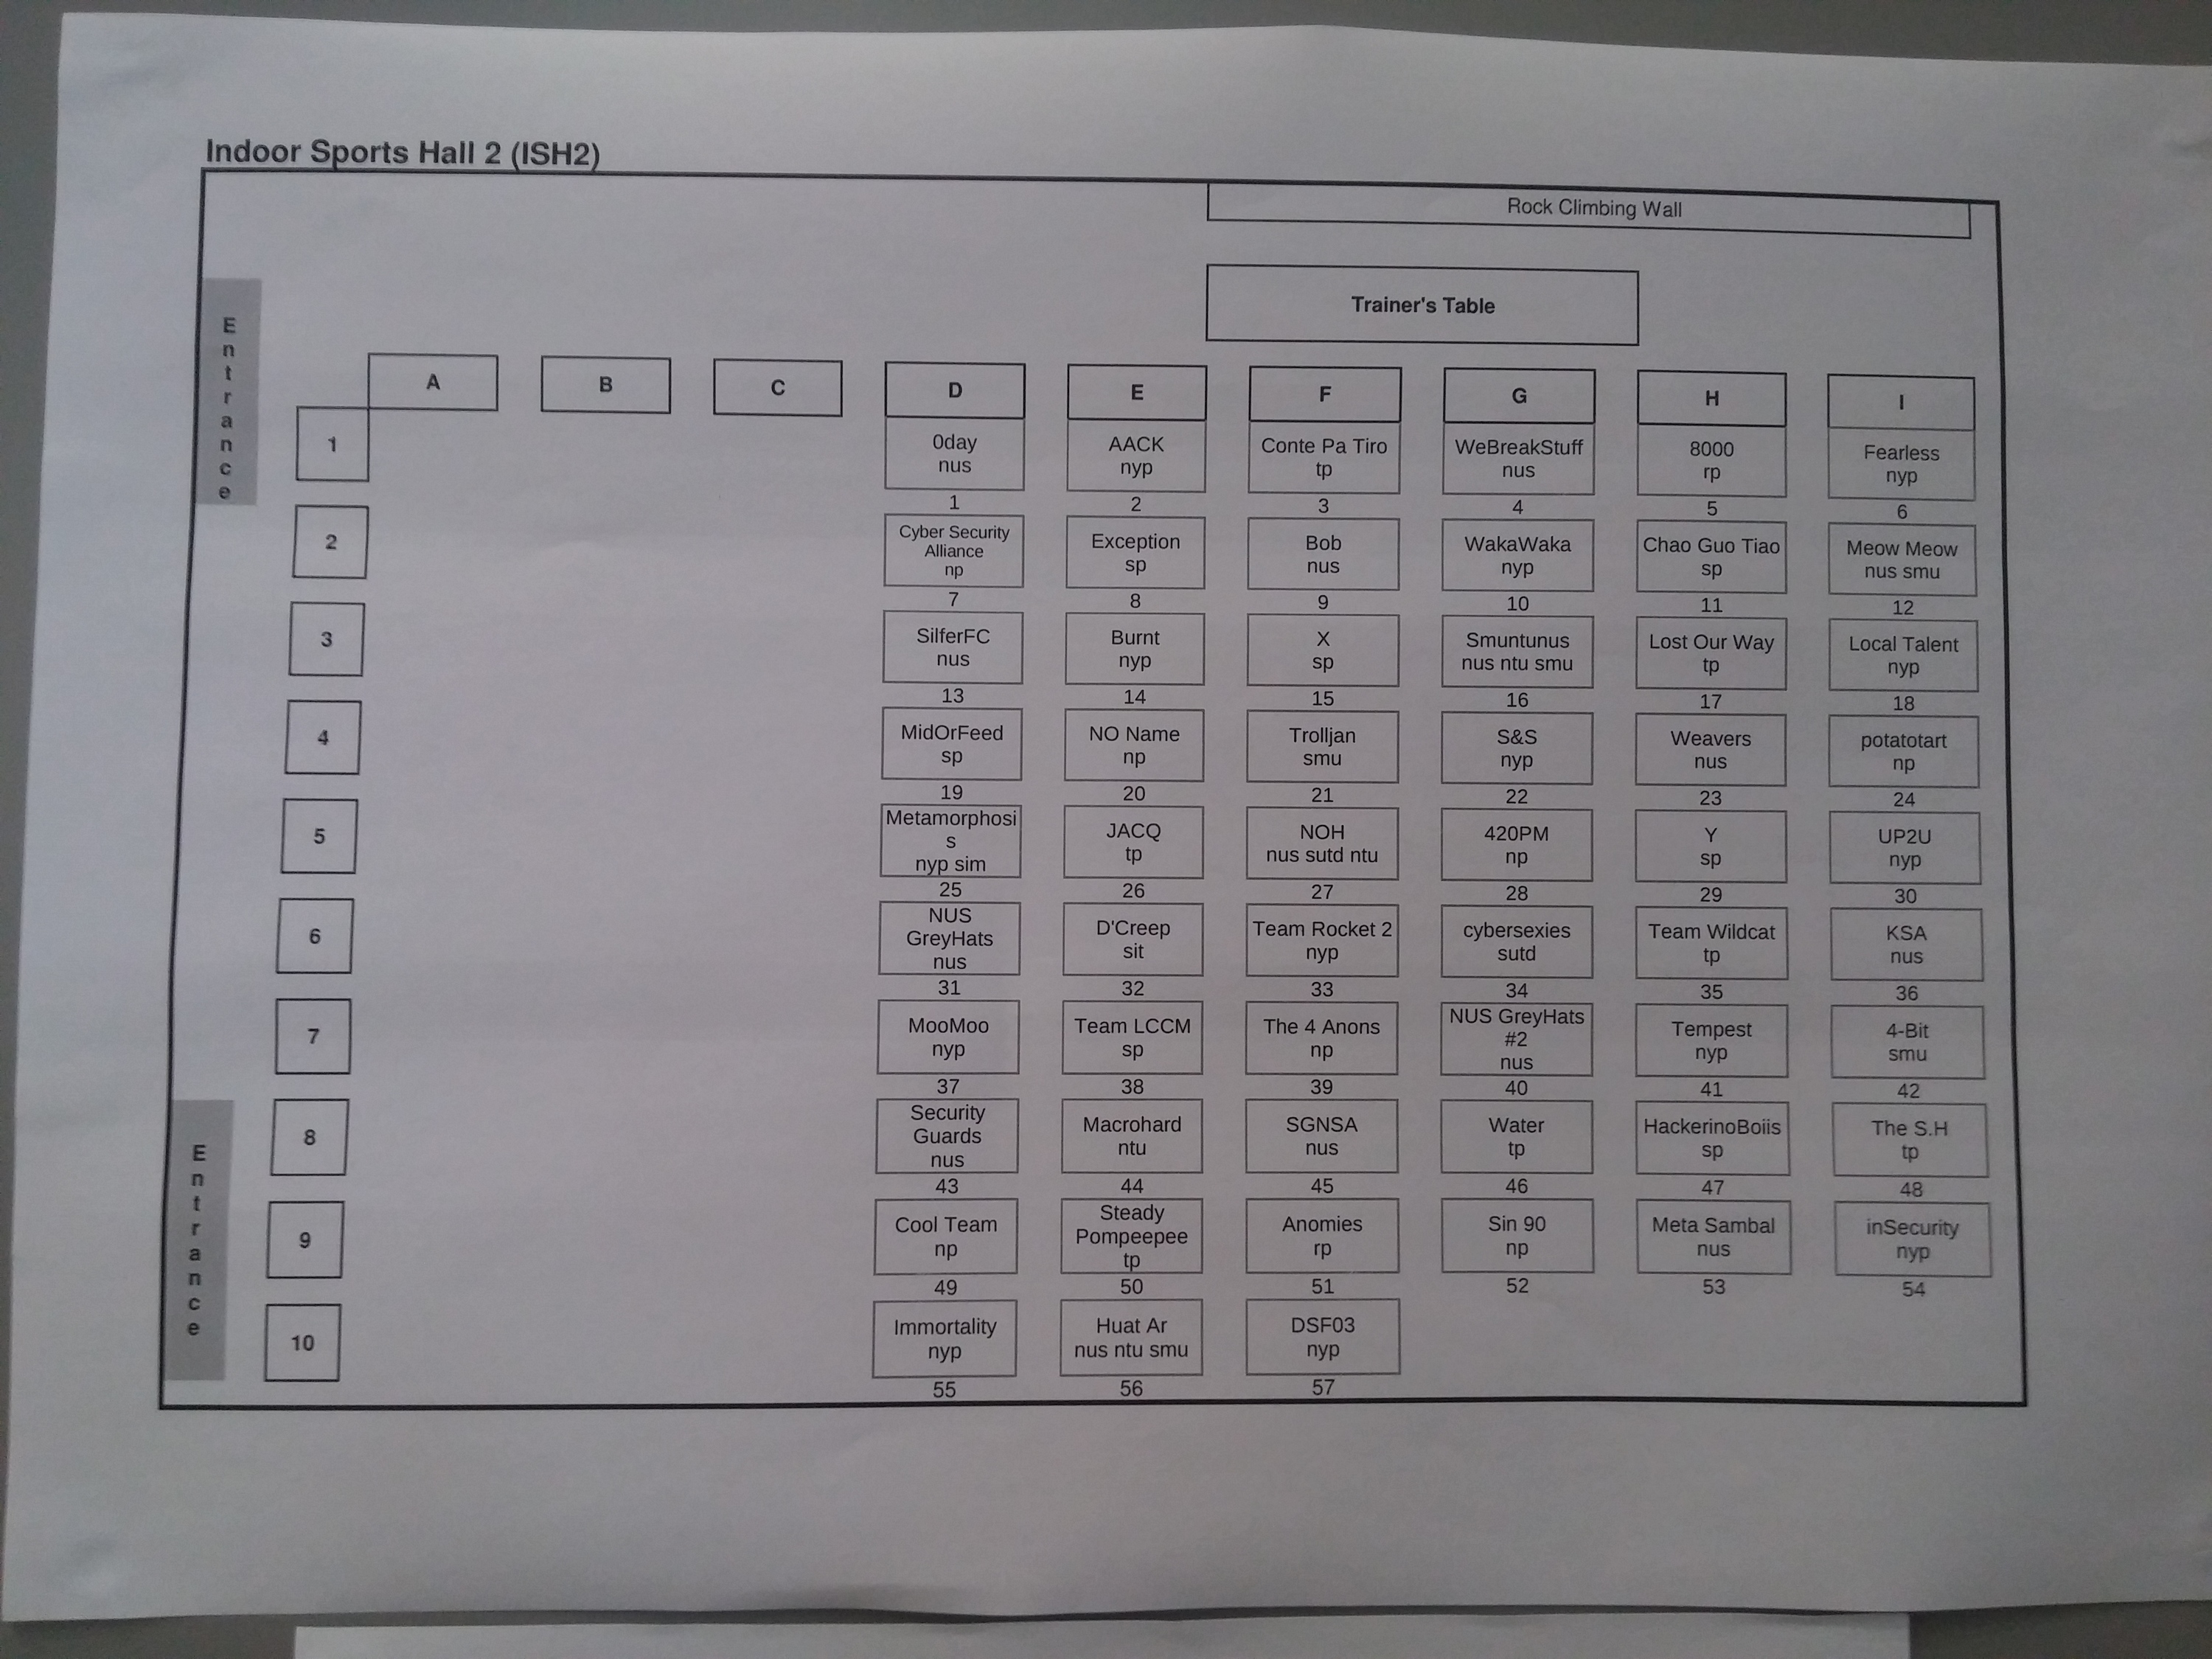 Indoor Sports Hall 2 (ISH2)
Rock Climbing Wall
Trainer's Table
Entrance
A B C D E F G H I
1
0day
nus
1
AACK
nyp
2
Conte Pa Tiro
tp
3
WeBreakStuff
nus
4
8000
rp
5
Fearless
nyp
6
2
Cyber Security
Alliance
np
7
Exception
sp
8
Bob
nus
9
WakaWaka
nyp
10
Chao Guo Tiao
sp
11
Meow Meow
nus smu
12
3
SilferFC
nus
13
Burnt
nyp
14
X
sp
15
Smuntunus
nus ntu smu
16
Lost Our Way
tp
17
Local Talent
nyp
18
4
MidOrFeed
sp
19
NO Name
np
20
Trolljan
smu
21
S&S
nyp
22
Weavers
nus
23
potatotart
np
24
5
Metamorphosi
s
nyp sim
25
JACQ
tp
26
NOH
nus sutd ntu
27
420PM
np
28
Y
sp
29
UP2U
nyp
30
6
NUS
GreyHats
nus
31
D'Creep
sit
32
Team Rocket 2
nyp
33
cybersexies
sutd
34
Team Wildcat
tp
35
KSA
nus
36
7
MooMoo
nyp
37
Team LCCM
sp
38
The 4 Anons
np
39
NUS GreyHats
#2
nus
40
Tempest
nyp
41
4-Bit
smu
42
Entrance
8
Security
Guards
nus
43
Macrohard
ntu
44
SGNSA
nus
45
Water
tp
46
HackerinoBoiis
sp
47
The S.H
tp
48
9
Cool Team
np
49
Steady
Pompeepee
tp
50
Anomies
rp
51
Sin 90
np
52
Meta Sambal
nus
53
inSecurity
nyp
54
10
Immortality
nyp
55
Huat Ar
nus ntu smu
56
DSF03
nyp
57